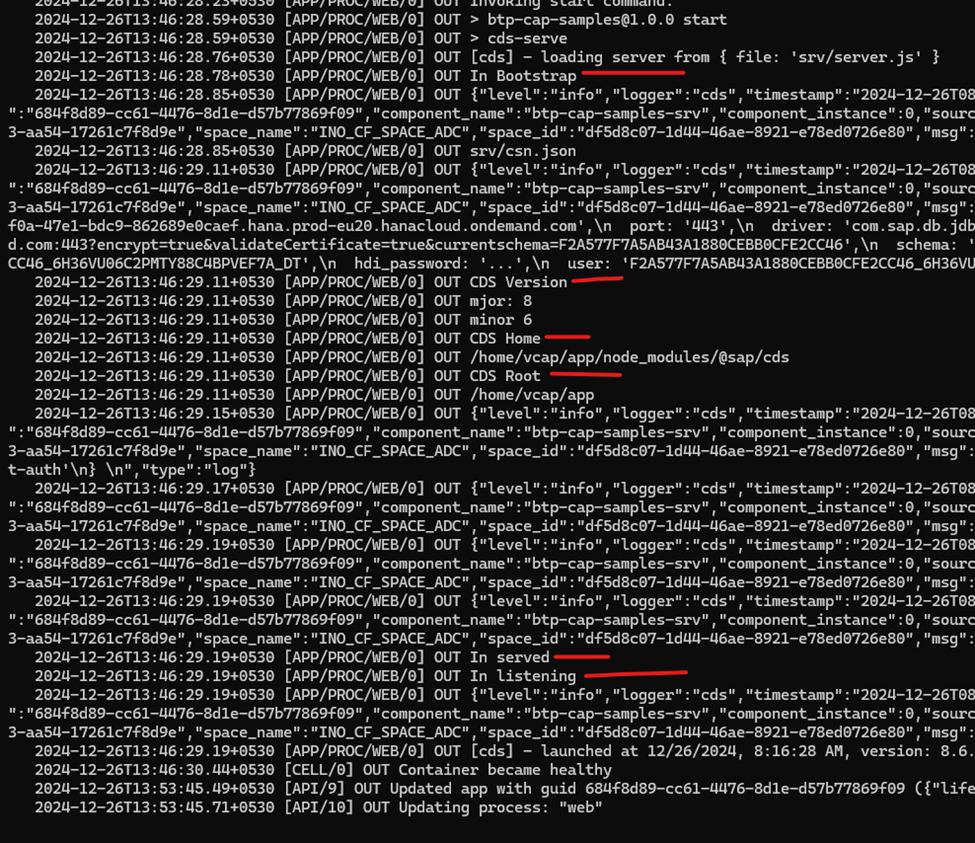 2024-12-26T13:46:28.23+0530 [APP/PROC/WEB/0] OUT Invoking start command.
2024-12-26T13:46:28.59+0530 [APP/PROC/WEB/0] OUT > btp-cap-samples@1.0.0 start
2024-12-26T13:46:28.59+0530 [APP/PROC/WEB/0] OUT > cds-serve
2024-12-26T13:46:28.76+0530 [APP/PROC/WEB/0] OUT [cds] - loading server from { file: 'srv/server.js' }
2024-12-26T13:46:28.78+0530 [APP/PROC/WEB/0] OUT In Bootstrap
2024-12-26T13:46:28.85+0530 [APP/PROC/WEB/0] OUT {"level":"info","logger":"cds","timestamp":"2024-12-26T08
":"684f8d89-cc61-4476-8d1e-d57b77869f09","component_name":"btp-cap-samples-srv","component_instance":0,"sourc
3-aa54-17261c7f8d9e","space_name":"INO_CF_SPACE_ADC","space_id":"df5d8c07-1d44-46ae-8921-e78ed0726e80","msg":
2024-12-26T13:46:28.85+0530 [APP/PROC/WEB/0] OUT srv/csn.json
2024-12-26T13:46:29.11+0530 [APP/PROC/WEB/0] OUT {"level":"info","logger":"cds","timestamp":"2024-12-26T08
":"684f8d89-cc61-4476-8d1e-d57b77869f09","component_name":"btp-cap-samples-srv","component_instance":0,"sourc
3-aa54-17261c7f8d9e","space_name":"INO_CF_SPACE_ADC","space_id":"df5d8c07-1d44-46ae-8921-e78ed0726e80","msg":
f0a-47e1-bdc9-862689e0caef.hana.prod-eu20.hanacloud.ondemand.com',\n  port: '443',\n  driver: 'com.sap.db.jdb
d.com:443?encrypt=true&validateCertificate=true&currentschema=F2A577F7A5AB43A1880CEBB0CFE2CC46',\n  schema: '
CC46_6H36VU06C2PMTY88C4BPVEF7A_DT',\n  hdi_password: '...',\n  user: 'F2A577F7A5AB43A1880CEBB0CFE2CC46_6H36VU
2024-12-26T13:46:29.11+0530 [APP/PROC/WEB/0] OUT CDS Version
2024-12-26T13:46:29.11+0530 [APP/PROC/WEB/0] OUT mjor: 8
2024-12-26T13:46:29.11+0530 [APP/PROC/WEB/0] OUT minor 6
2024-12-26T13:46:29.11+0530 [APP/PROC/WEB/0] OUT CDS Home
2024-12-26T13:46:29.11+0530 [APP/PROC/WEB/0] OUT /home/vcap/app/node_modules/@sap/cds
2024-12-26T13:46:29.11+0530 [APP/PROC/WEB/0] OUT CDS Root
2024-12-26T13:46:29.11+0530 [APP/PROC/WEB/0] OUT /home/vcap/app
2024-12-26T13:46:29.15+0530 [APP/PROC/WEB/0] OUT {"level":"info","logger":"cds","timestamp":"2024-12-26T08
":"684f8d89-cc61-4476-8d1e-d57b77869f09","component_name":"btp-cap-samples-srv","component_instance":0,"sourc
3-aa54-17261c7f8d9e","space_name":"INO_CF_SPACE_ADC","space_id":"df5d8c07-1d44-46ae-8921-e78ed0726e80","msg":
t-auth'\n} \n","type":"log"}
2024-12-26T13:46:29.17+0530 [APP/PROC/WEB/0] OUT {"level":"info","logger":"cds","timestamp":"2024-12-26T08
":"684f8d89-cc61-4476-8d1e-d57b77869f09","component_name":"btp-cap-samples-srv","component_instance":0,"sourc
3-aa54-17261c7f8d9e","space_name":"INO_CF_SPACE_ADC","space_id":"df5d8c07-1d44-46ae-8921-e78ed0726e80","msg":
2024-12-26T13:46:29.19+0530 [APP/PROC/WEB/0] OUT {"level":"info","logger":"cds","timestamp":"2024-12-26T08
":"684f8d89-cc61-4476-8d1e-d57b77869f09","component_name":"btp-cap-samples-srv","component_instance":0,"sourc
3-aa54-17261c7f8d9e","space_name":"INO_CF_SPACE_ADC","space_id":"df5d8c07-1d44-46ae-8921-e78ed0726e80","msg":
2024-12-26T13:46:29.19+0530 [APP/PROC/WEB/0] OUT {"level":"info","logger":"cds","timestamp":"2024-12-26T08
":"684f8d89-cc61-4476-8d1e-d57b77869f09","component_name":"btp-cap-samples-srv","component_instance":0,"sourc
3-aa54-17261c7f8d9e","space_name":"INO_CF_SPACE_ADC","space_id":"df5d8c07-1d44-46ae-8921-e78ed0726e80","msg":
2024-12-26T13:46:29.19+0530 [APP/PROC/WEB/0] OUT In served
2024-12-26T13:46:29.19+0530 [APP/PROC/WEB/0] OUT In listening
2024-12-26T13:46:29.19+0530 [APP/PROC/WEB/0] OUT {"level":"info","logger":"cds","timestamp":"2024-12-26T08
":"684f8d89-cc61-4476-8d1e-d57b77869f09","component_name":"btp-cap-samples-srv","component_instance":0,"sourc
3-aa54-17261c7f8d9e","space_name":"INO_CF_SPACE_ADC","space_id":"df5d8c07-1d44-46ae-8921-e78ed0726e80","msg":
2024-12-26T13:46:29.19+0530 [APP/PROC/WEB/0] OUT [cds] - launched at 12/26/2024, 8:16:28 AM, version: 8.6.
2024-12-26T13:46:30.44+0530 [CELL/0] OUT Container became healthy
2024-12-26T13:53:45.49+0530 [API/9] OUT Updated app with guid 684f8d89-cc61-4476-8d1e-d57b77869f09 ({"life
2024-12-26T13:53:45.71+0530 [API/10] OUT Updating process: "web"